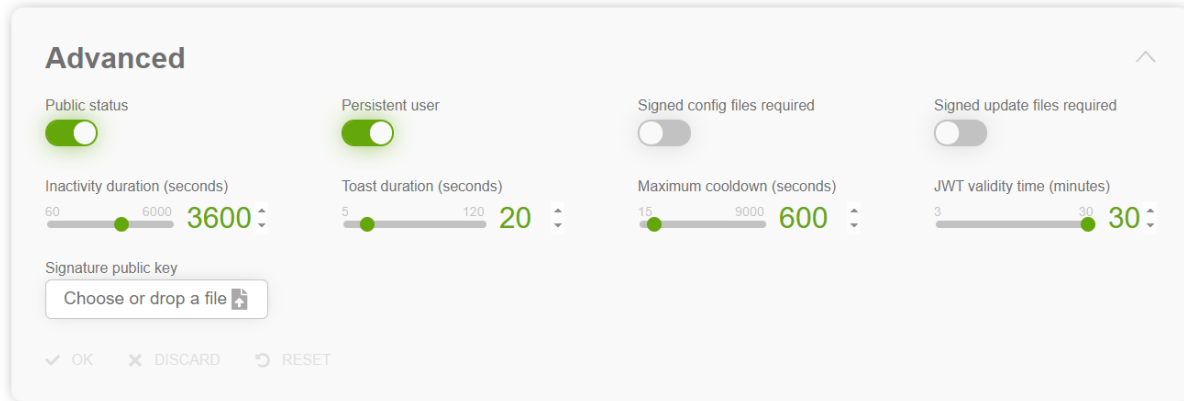 Advanced
Public status
Persistent user
Signed config files required
Signed update files required
Inactivity duration (seconds)
Toast duration (seconds)
Maximum cooldown (seconds)
JWT validity time (minutes)
60 6000 3600
5 120 20
15 9000 600
3 30 30
Signature public key
Choose or drop a file
OK DISCARD RESET